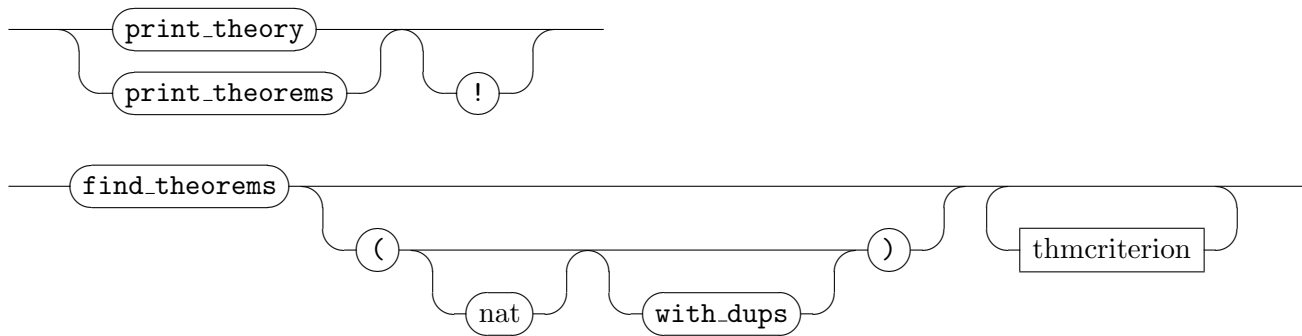 print_theory
print_theorems !
find_theorems
( ) thmcriterion
nat with_dups